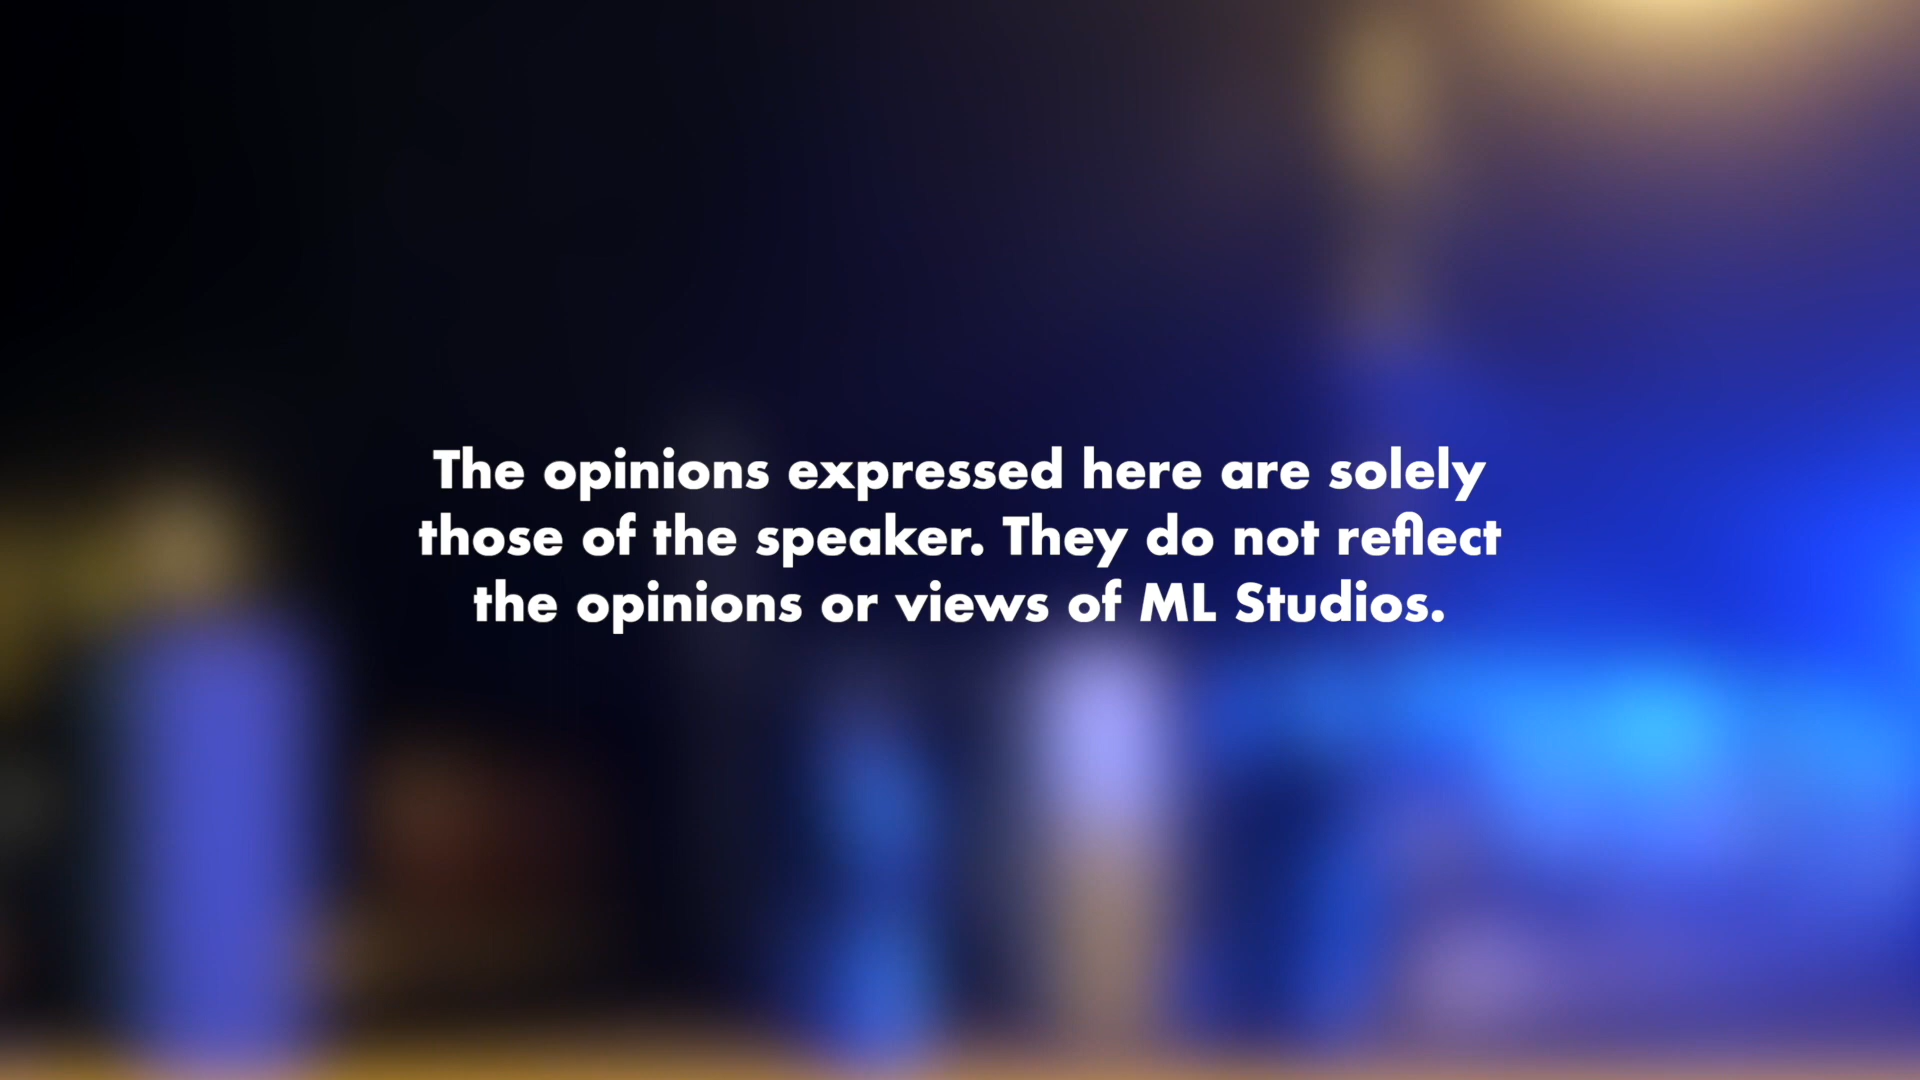 The opinions expressed here are solely
those of the speaker. They do not reflect
the opinions or views of ML Studios.